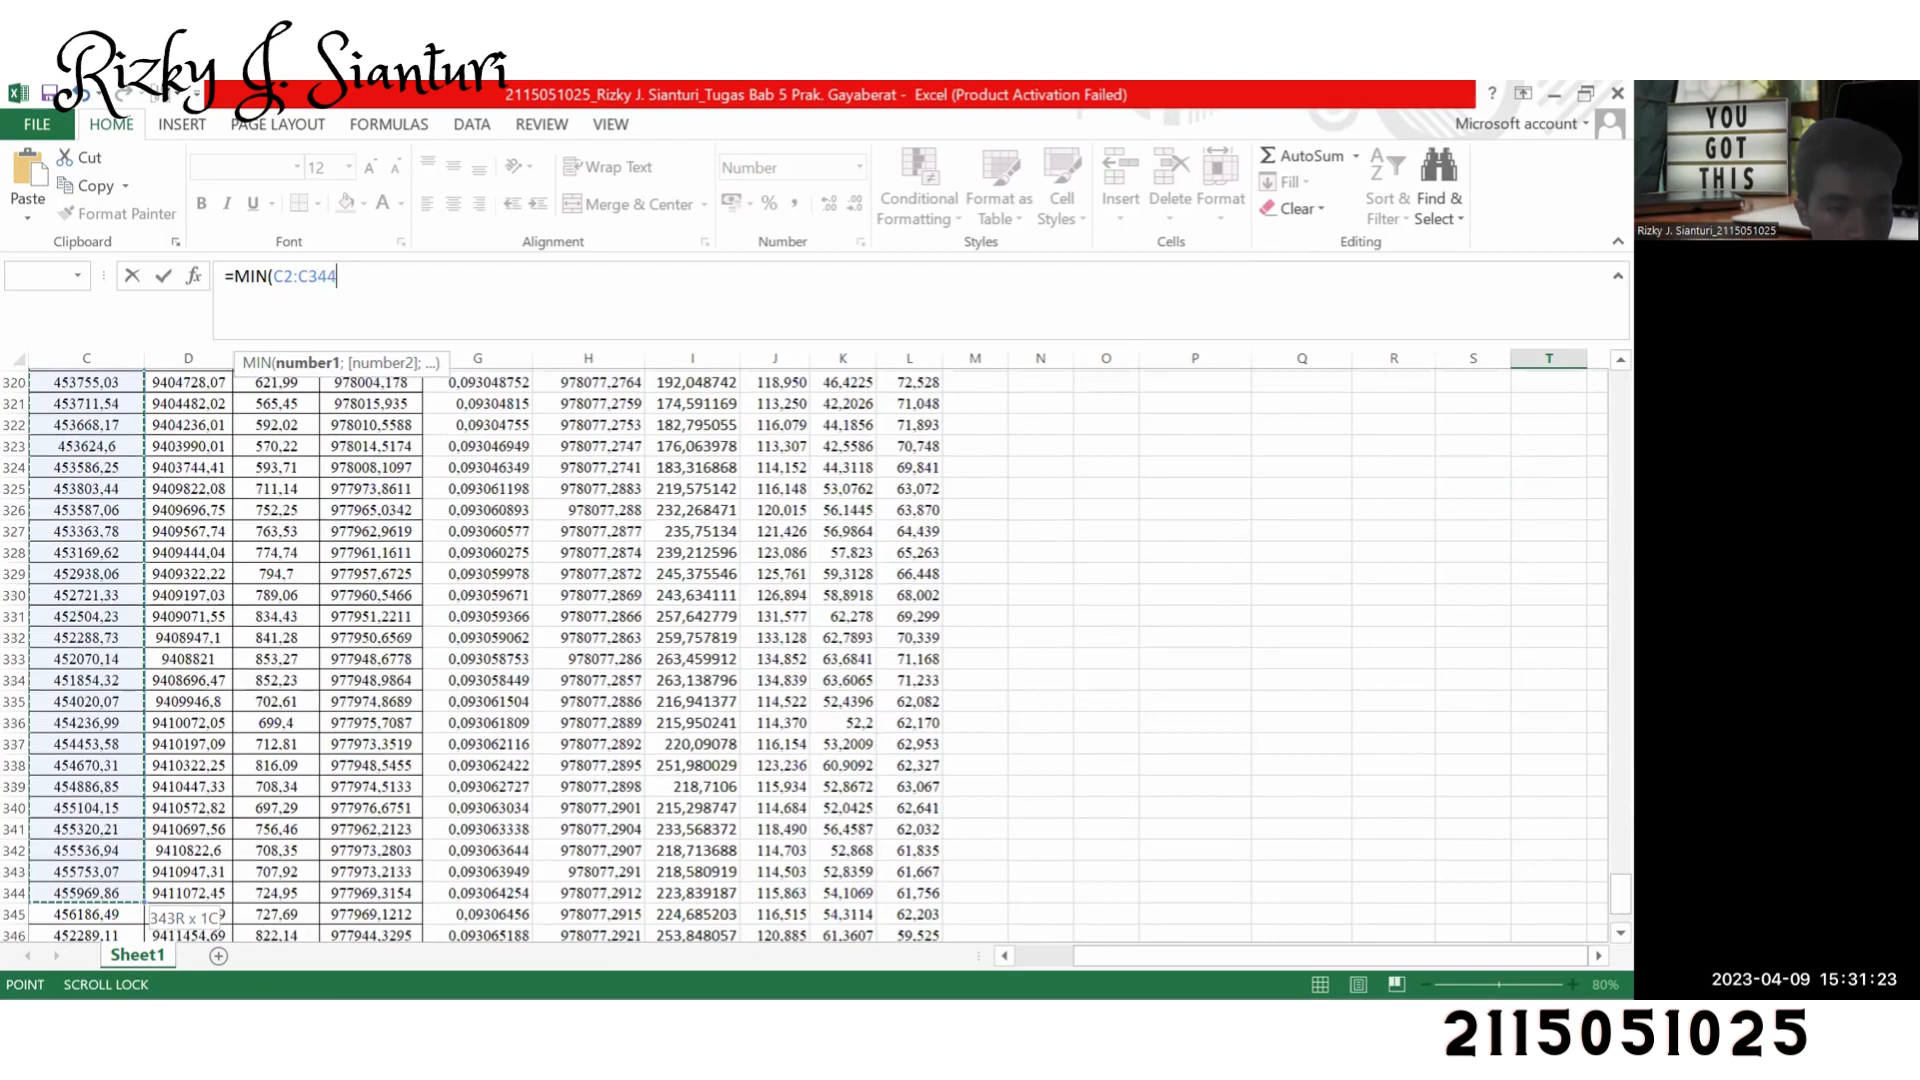 Rizky J. Sianturi
2115051025_Rizky J. Sianturi_Tugas Bab 5 Prak. Gayaberat - Excel (Product Activation Failed)
FILE HOME INSERT PAGE LAYOUT FORMULAS DATA REVIEW VIEW Microsoft account
Cut
Copy
Format Painter
Paste
12
Wrap Text
Merge & Center
Number
Conditional Formatting
Format as Table
Cell Styles
Insert Delete Format
AutoSum
Fill
Clear
Sort & Filter
Find & Select
Clipboard Font Alignment Number Styles Cells Editing
=MIN(C2:C344
MIN(number1; [number2]; ...)
C D G H I J K L M N O P Q R S T
320 453755,03 9404728,07 621,99 978004,178 0,093048752 978077,2764 192,048742 118,950 46,4225 72,528
321 453711,54 9404482,02 565,45 978015,935 0,09304815 978077,2759 174,591169 113,250 42,2026 71,048
322 453668,17 9404236,01 592,02 978010,5588 0,09304755 978077,2753 182,795055 116,079 44,1856 71,893
323 453624,6 9403990,01 570,22 978014,5174 0,093046949 978077,2747 176,063978 113,307 42,5586 70,748
324 453586,25 9403744,41 593,71 978008,1097 0,093046349 978077,2741 183,316868 114,152 44,3118 69,841
325 453803,44 9409822,08 711,14 977973,8611 0,093061198 978077,2883 219,575142 116,148 53,0762 63,072
326 453587,06 9409696,75 752,25 977965,0342 0,093060893 978077,288 232,268471 120,015 56,1445 63,870
327 453363,78 9409567,74 763,53 977962,9619 0,093060577 978077,2877 235,75134 121,426 56,9864 64,439
328 453169,62 9409444,04 774,74 977961,1611 0,093060275 978077,2874 239,212596 123,086 57,823 65,263
329 452938,06 9409322,22 794,7 977957,6725 0,093059978 978077,2872 245,375546 125,761 59,3128 66,448
330 452721,33 9409197,03 789,06 977960,5466 0,093059671 978077,2869 243,634111 126,894 58,8918 68,002
331 452504,23 9409071,55 834,43 977951,2211 0,093059366 978077,2866 257,642779 131,577 62,278 69,299
332 452288,73 9408947,1 841,28 977950,6569 0,093059062 978077,2863 259,757819 133,128 62,7893 70,339
333 452070,14 9408821 853,27 977948,6778 0,093058753 978077,286 263,459912 134,852 63,6841 71,168
334 451854,32 9408696,47 852,23 977948,9864 0,093058449 978077,2857 263,138796 134,839 63,6065 71,233
335 454020,07 9409946,8 702,61 977974,8689 0,093061504 978077,2886 216,941377 114,522 52,4396 62,082
336 454236,99 9410072,05 699,4 977975,7087 0,093061809 978077,2889 215,950241 114,370 52,2 62,170
337 454453,58 9410197,09 712,81 977973,3519 0,093062116 978077,2892 220,09078 116,154 53,2009 62,953
338 454670,31 9410322,25 816,09 977948,5455 0,093062422 978077,2895 251,980029 123,236 60,9092 62,327
339 454886,85 9410447,33 708,34 977974,5133 0,093062727 978077,2898 218,7106 115,934 52,8672 63,067
340 455104,15 9410572,82 697,29 977976,6751 0,093063034 978077,2901 215,298747 114,684 52,0425 62,641
341 455320,21 9410697,56 756,46 977962,2123 0,093063338 978077,2904 233,568372 118,490 56,4587 62,032
342 455536,94 9410822,6 708,35 977973,2803 0,093063644 978077,2907 218,713688 114,703 52,868 61,835
343 455753,07 9410947,31 707,92 977973,2133 0,093063949 978077,291 218,580919 114,503 52,8359 61,667
344 455969,86 9411072,45 724,95 977969,3154 0,093064254 978077,2912 223,839187 115,863 54,1069 61,756
345 456186,49 343R x 1C 727,69 977969,1212 0,09306456 978077,2915 224,685203 116,515 54,3114 62,203
346 452289,11 9411454,69 822,14 977944,3295 0,093065188 978077,2921 253,848057 120,885 61,3607 59,525
Sheet1
POINT SCROLL LOCK 80%
YOU
GOT
THIS
Rizky J. Sianturi_2115051025
2023-04-09 15:31:23
2115051025